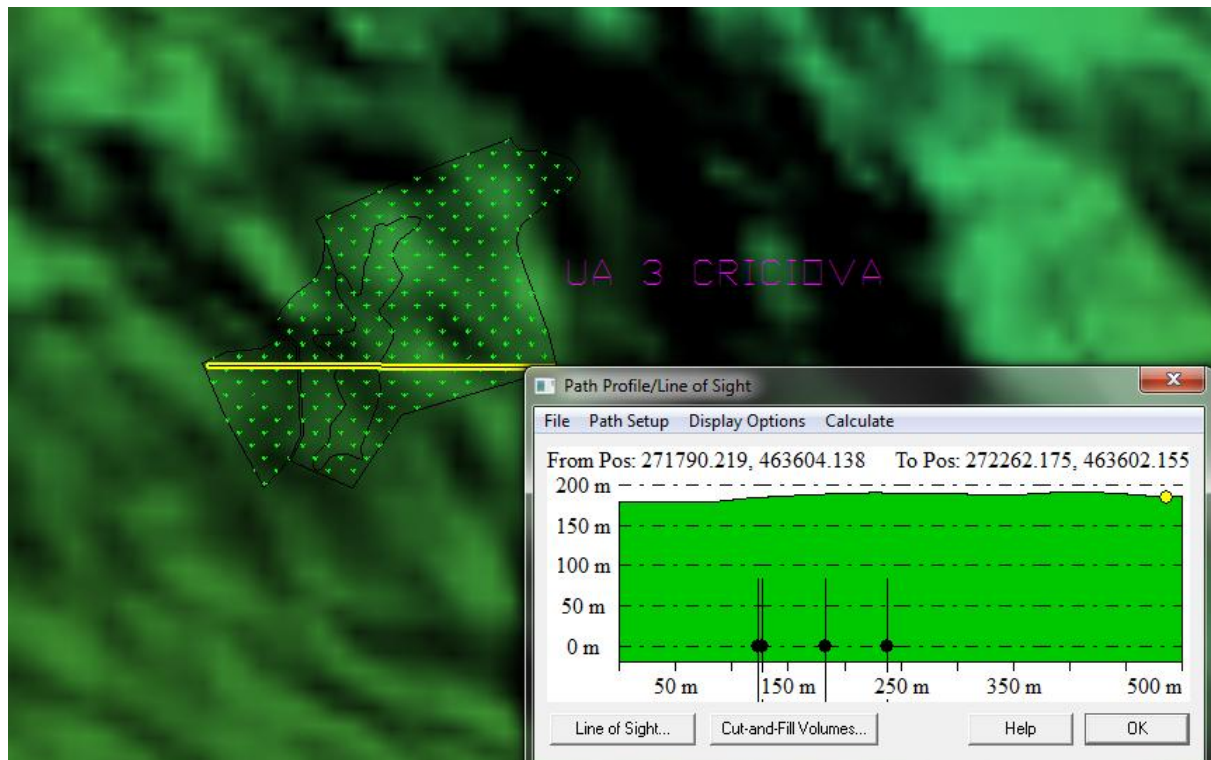 UA 3 CRICIOVA
Path Profile/Line of Sight
File Path Setup Display Options Calculate
From Pos: 271790.219, 463604.138 To Pos: 272262.175, 463602.155
200 m
150 m
100 m
50 m
0 m
50 m 150 m 250 m 350 m 500 m
Line of Sight... Cut-and-Fill Volumes... Help OK